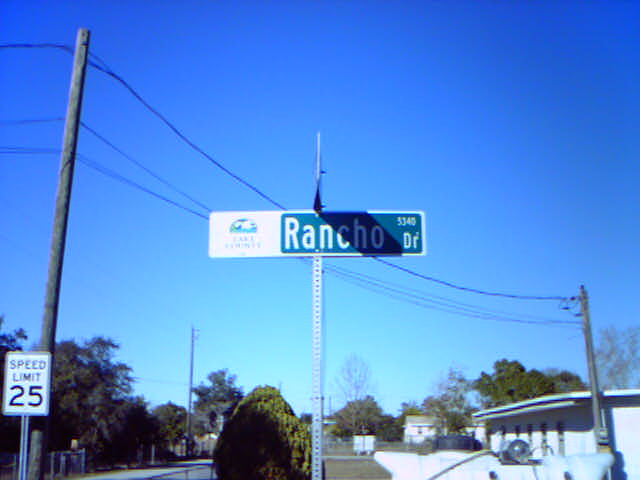 LAKE COUNTY
Rancho Dr
5340
SPEED
LIMIT
25